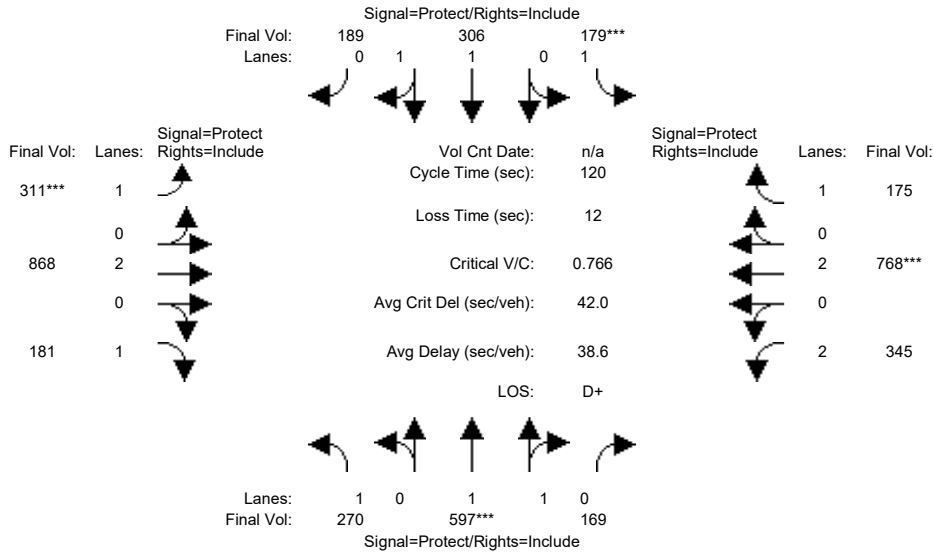 Signal=Protect/Rights=Include
Final Vol: 189 306 179***
Lanes: 0 1 1 0 1
Signal=Protect Signal=Protect
Final Vol: Lanes: Rights=Include Vol Cnt Date: n/a Rights=Include Lanes: Final Vol:
Cycle Time (sec): 120
311*** 1 1 175
Loss Time (sec): 12
0 0
868 2 Critical V/C: 0.766 2 768***
0 Avg Crit Del (sec/veh): 42.0 0
181 1 Avg Delay (sec/veh): 38.6 2 345
LOS: D+
Lanes: 1 0 1 1 0
Final Vol: 270 597*** 169
Signal=Protect/Rights=Include